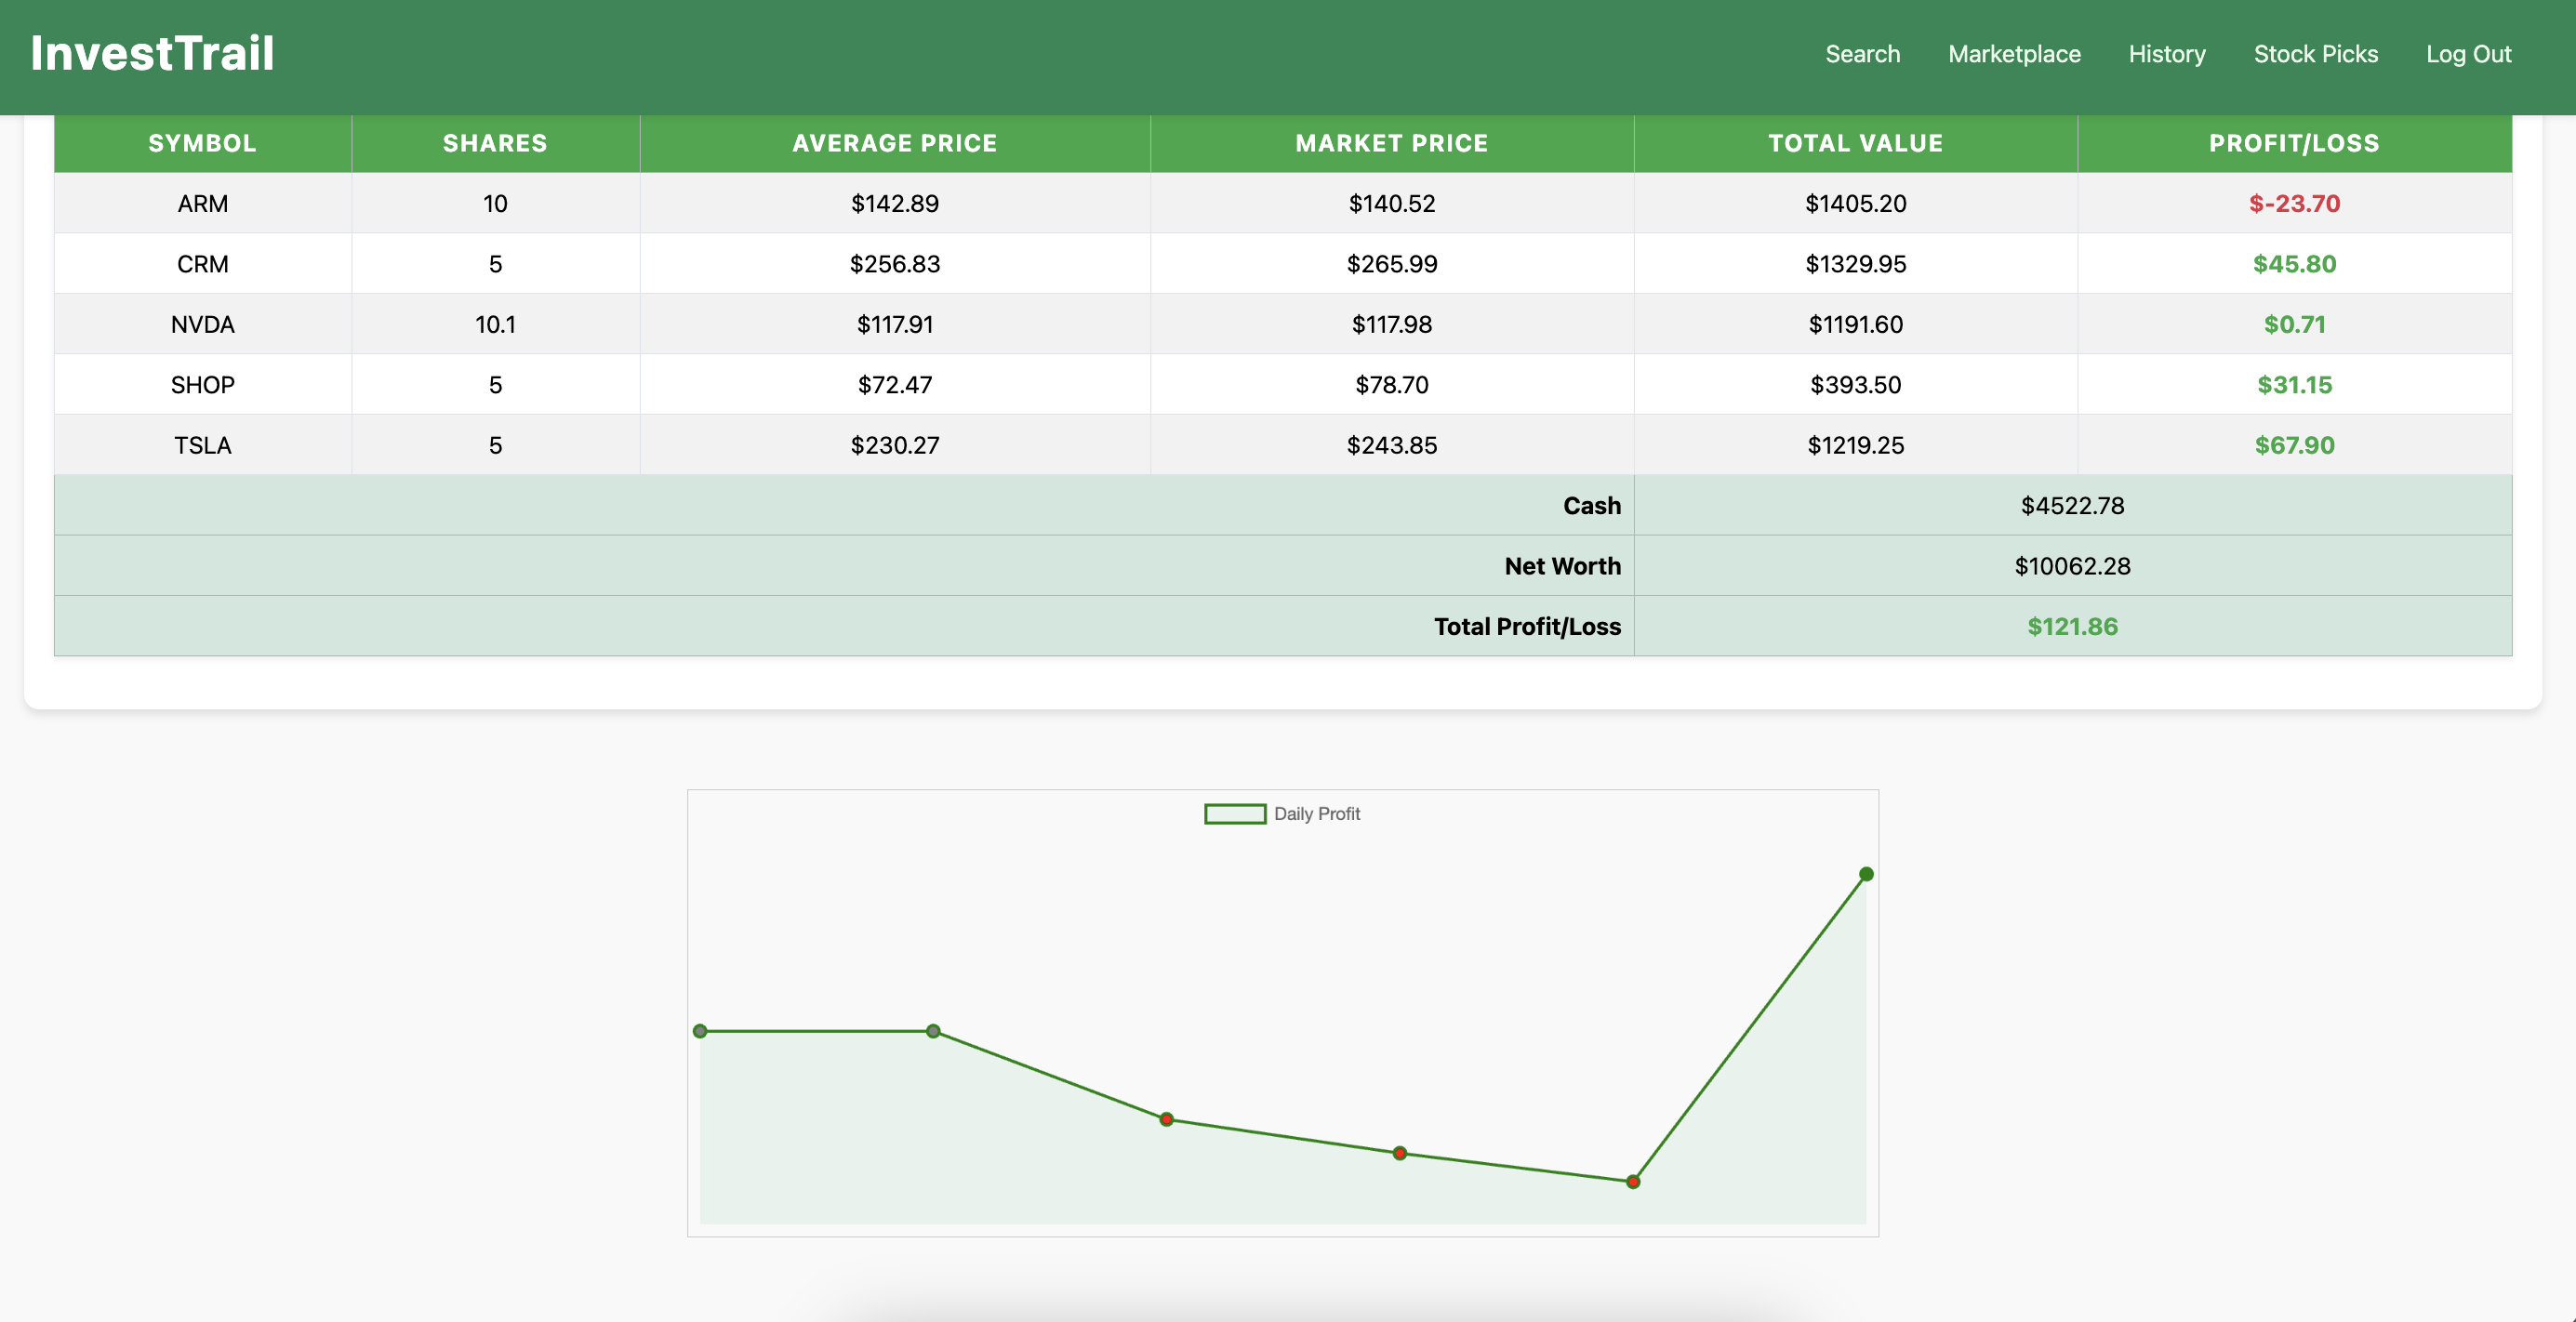 InvestTrail
Search Marketplace History Stock Picks Log Out
SYMBOL SHARES AVERAGE PRICE MARKET PRICE TOTAL VALUE PROFIT/LOSS
ARM 10 $142.89 $140.52 $1405.20 $-23.70
CRM 5 $256.83 $265.99 $1329.95 $45.80
NVDA 10.1 $117.91 $117.98 $1191.60 $0.71
SHOP 5 $72.47 $78.70 $393.50 $31.15
TSLA 5 $230.27 $243.85 $1219.25 $67.90
Cash $4522.78
Net Worth $10062.28
Total Profit/Loss $121.86
Daily Profit